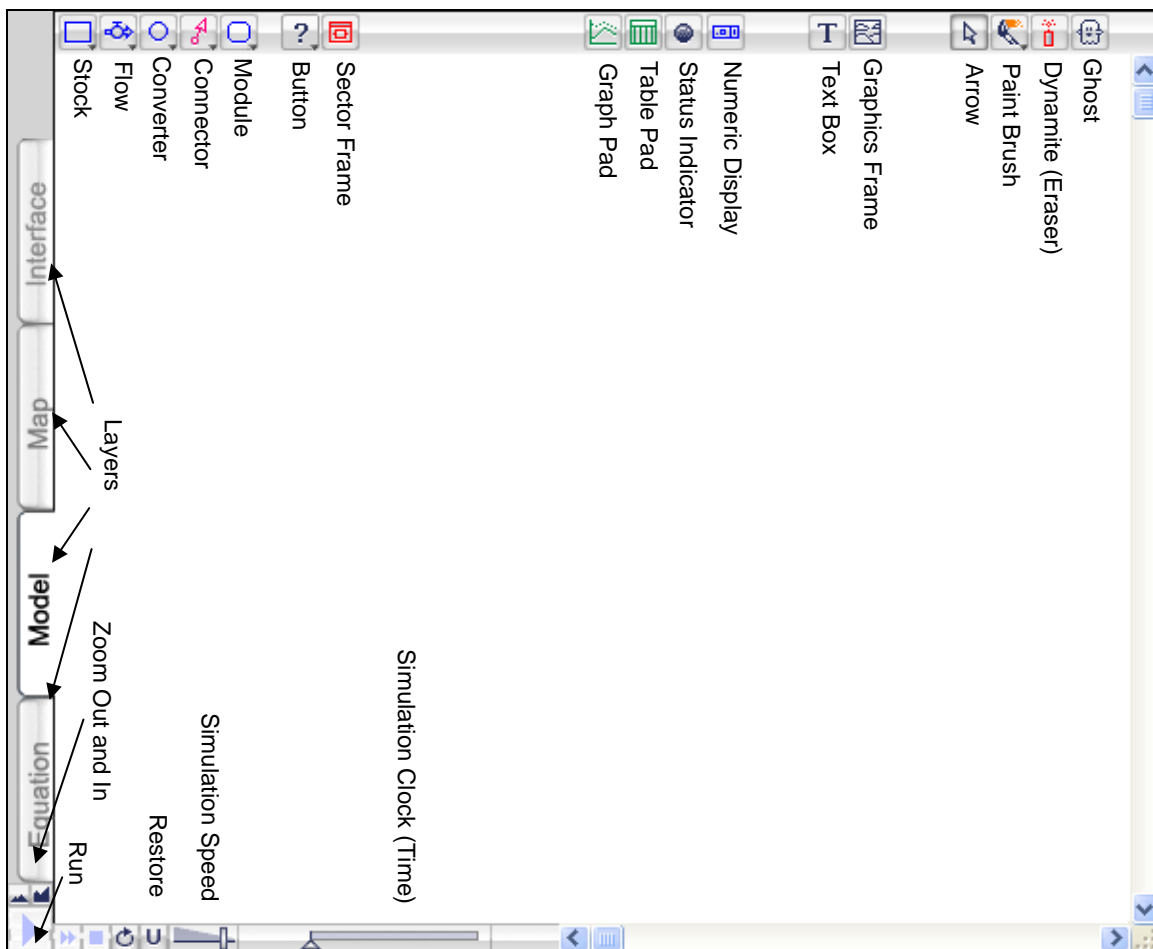 Stock
Flow
Converter
Connector
Module
Button
Sector Frame
Graph Pad
Table Pad
Status Indicator
Numeric Display
T
Text Box
Graphics Frame
Arrow
Paint Brush
Dynamite (Eraser)
Ghost
?
Interface
Map
Model
Equation
Layers
Zoom Out and In
Run
Restore
U
Simulation Speed
Simulation Clock (Time)